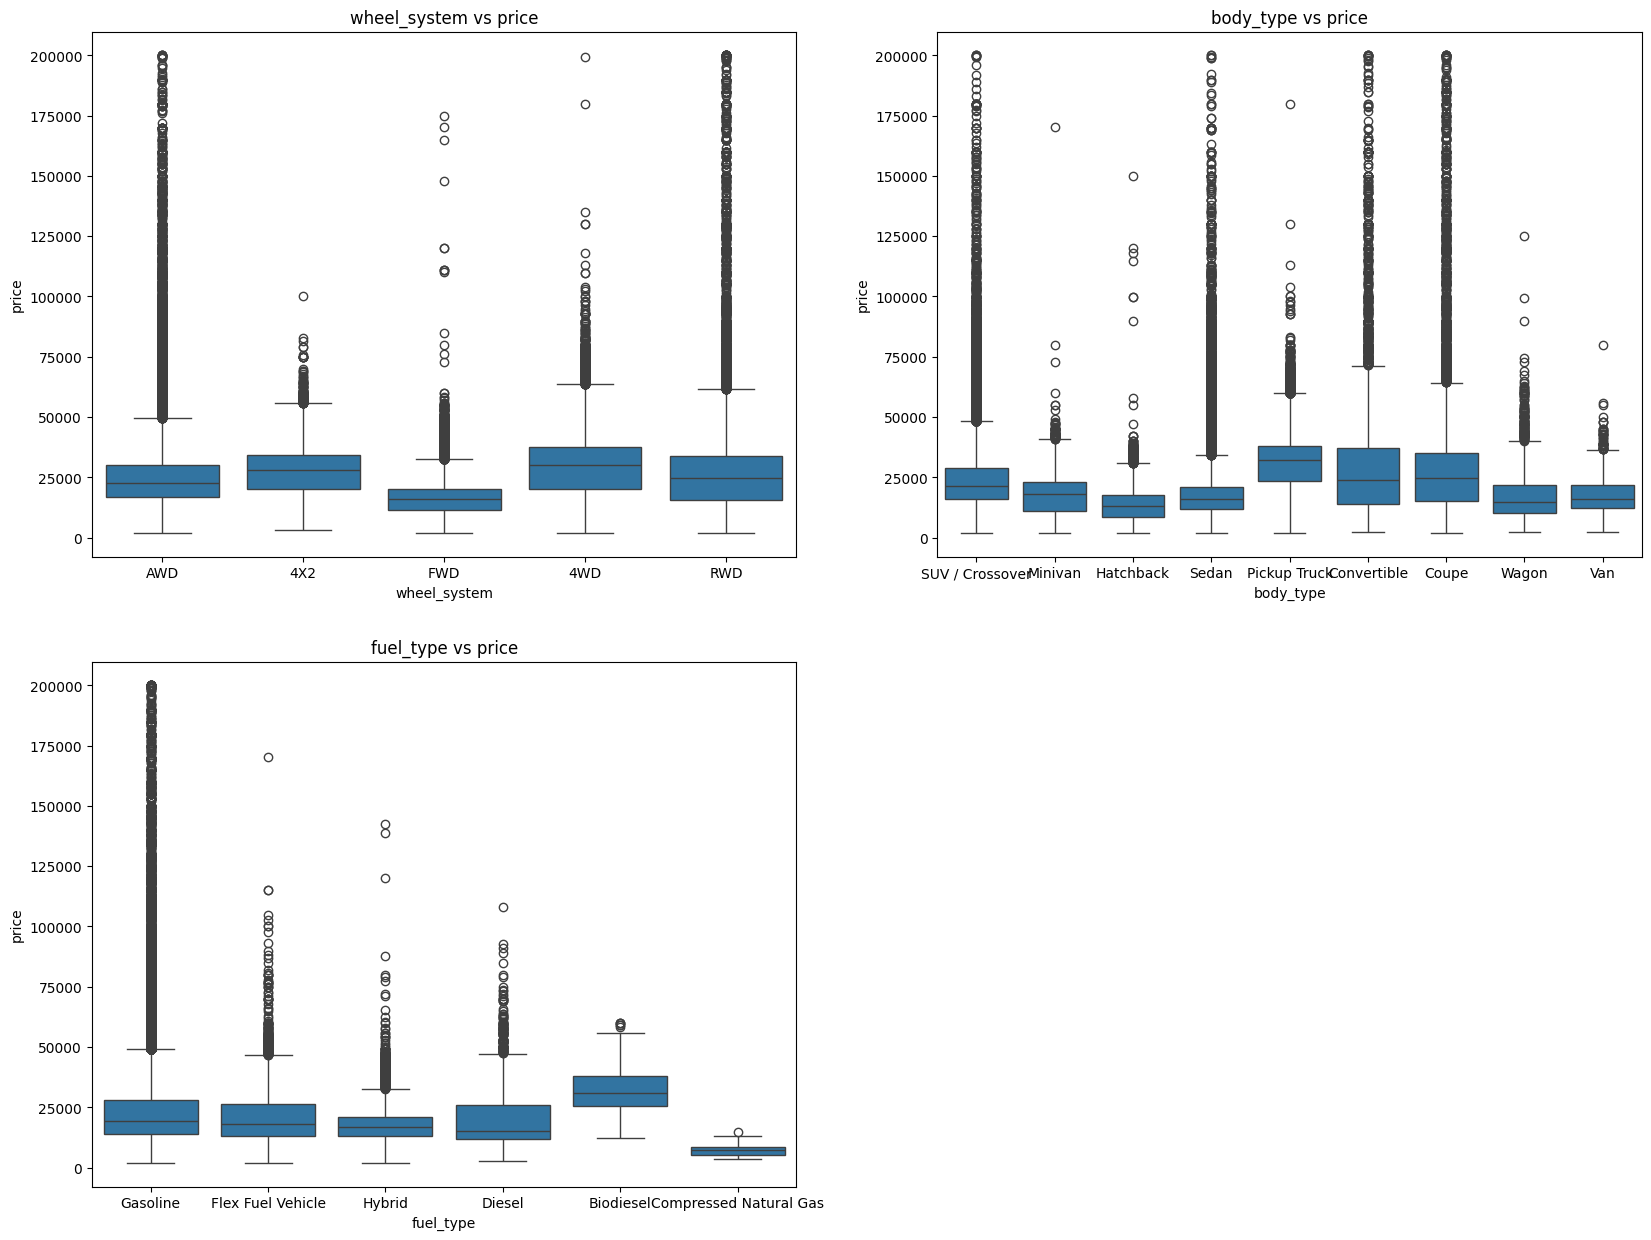 wheel_system vs price
200000
175000
150000
125000
100000
75000
50000
25000
0
price
AWD 4X2 FWD 4WD RWD
wheel_system
body_type vs price
200000
175000
150000
125000
100000
75000
50000
25000
0
price
SUV / Crossover Minivan Hatchback Sedan Pickup Truck Convertible Coupe Wagon Van
body_type
fuel_type vs price
200000
175000
150000
125000
100000
75000
50000
25000
0
price
Gasoline Flex Fuel Vehicle Hybrid Diesel Biodiesel Compressed Natural Gas
fuel_type